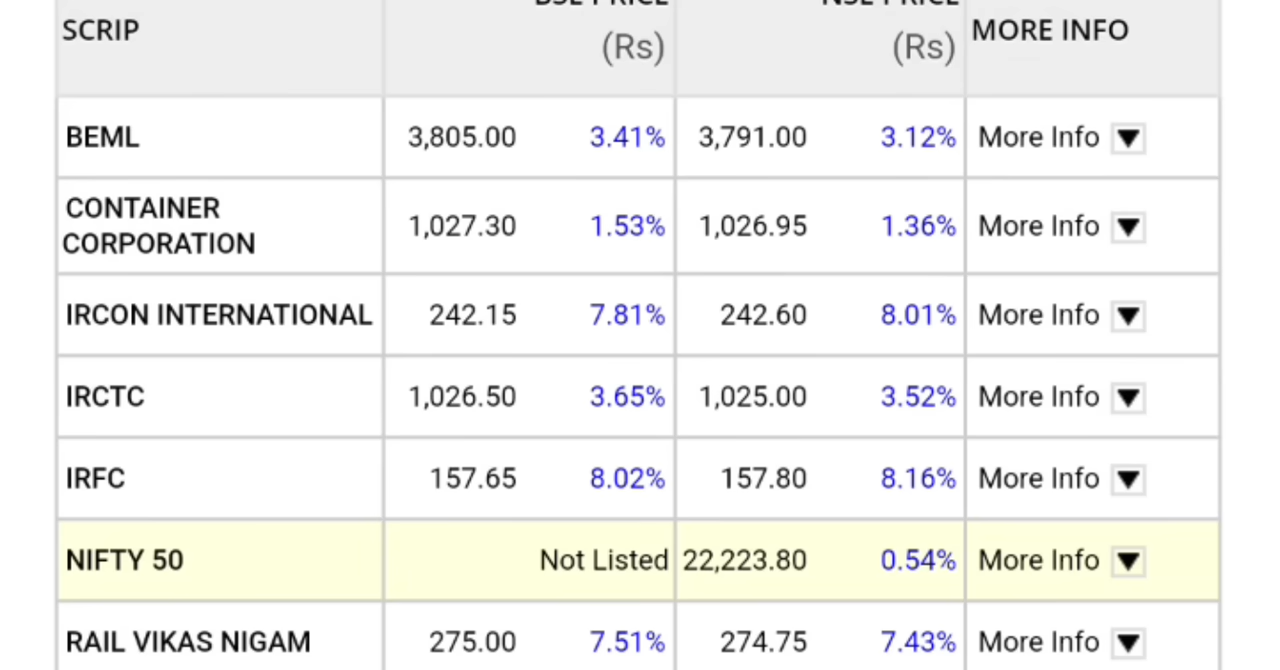 SCRIP BSE PRICE (Rs) NSE PRICE (Rs) MORE INFO
BEML 3,805.00 3.41% 3,791.00 3.12% More Info
CONTAINER
CORPORATION 1,027.30 1.53% 1,026.95 1.36% More Info
IRCON INTERNATIONAL 242.15 7.81% 242.60 8.01% More Info
IRCTC 1,026.50 3.65% 1,025.00 3.52% More Info
IRFC 157.65 8.02% 157.80 8.16% More Info
NIFTY 50 Not Listed 22,223.80 0.54% More Info
RAIL VIKAS NIGAM 275.00 7.51% 274.75 7.43% More Info